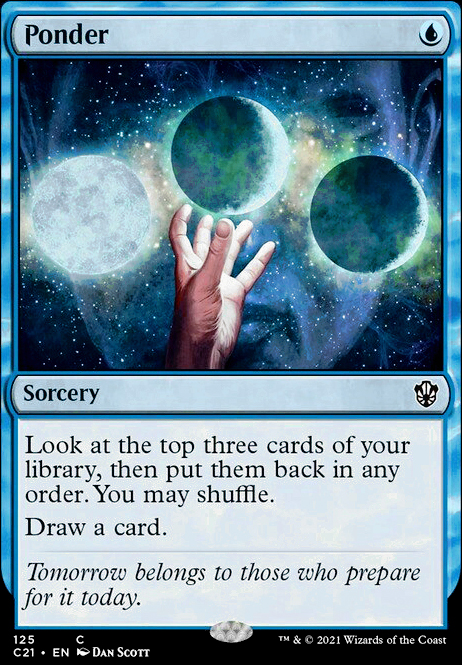 Ponder
Sorcery
Look at the top three cards of your
library, then put them back in any
order. You may shuffle.
Draw a card.
Tomorrow belongs to those who prepare
for it today.
125 C
C21 • EN DAN SCOTT
™ & © 2021 Wizards of the Coast